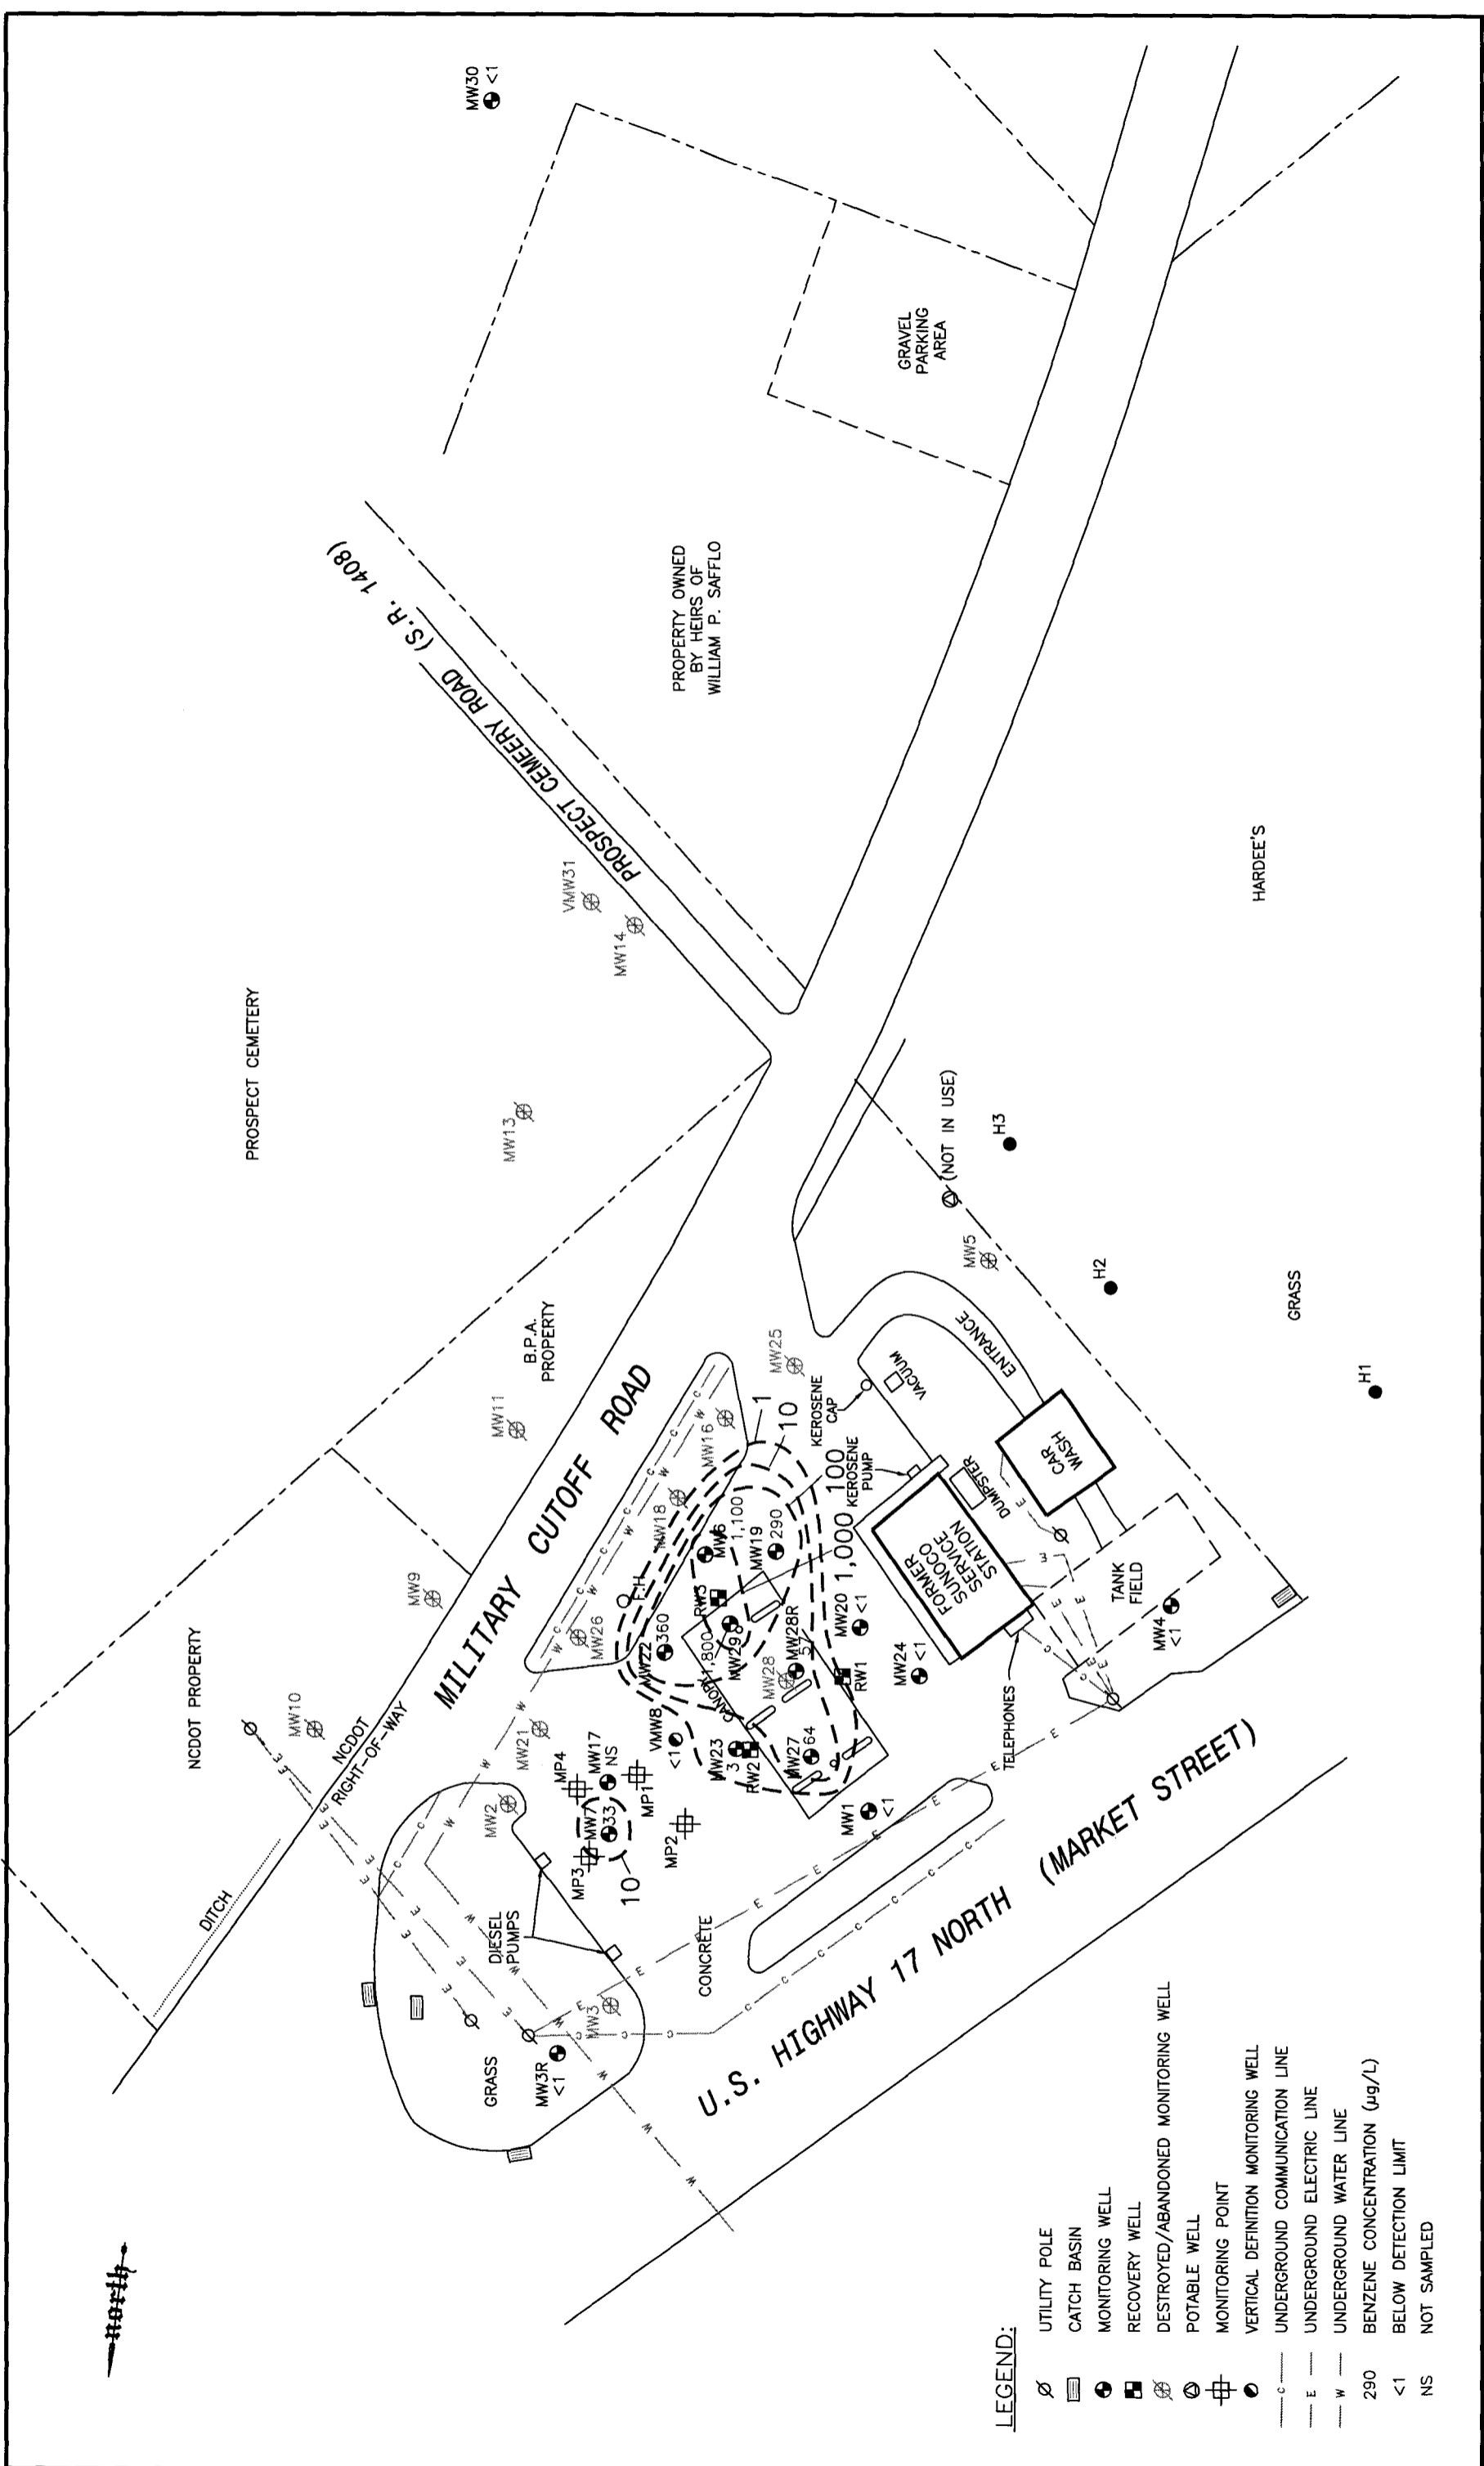 MW30
<1
GRAVEL
PARKING
AREA
PROSPECT CEMEERY ROAD (S.R. 1408)
PROPERTY OWNED
BY HEIRS OF
WILLIAM P. SAFFLO
HARDEE'S
PROSPECT CEMETERY
VMW31
MW14
MW13
(NOT IN USE)
H3
MW5
H2
H1
GRASS
B.P.A.
PROPERTY
MW11
MW9
NCDOT PROPERTY
MW10
NCDOT
RIGHT-OF-WAY
DITCH
MILITARY CUTOFF ROAD
MW25
MW16
MW18
MW26
F.H.
1
10
100
1,000
KEROSENE
CAP
KEROSENE
PUMP
VACUUM
ENTRANCE
CAR
WASH
DUMPSTER
FORMER
SUNOCO
SERVICE
STATION
TANK
FIELD
MW4
<1
TELEPHONES
MW6
1,100
MW19
290
RW3
MW22
360
1,800
MW29
CANOPY
MW28
MW28R
57
MW20
<1
RW1
MW24
<1
VMW8
<1
MW23
3
RW2
MW27
64
MW1
<1
MW21
MP4
MW17
NS
MP1
MW7
33
MP3
MP2
10
MW2
DIESEL
PUMPS
CONCRETE
MW3
GRASS
MW3R
<1
U.S. HIGHWAY 17 NORTH (MARKET STREET)
north
LEGEND:
UTILITY POLE
CATCH BASIN
MONITORING WELL
RECOVERY WELL
DESTROYED/ABANDONED MONITORING WELL
POTABLE WELL
MONITORING POINT
VERTICAL DEFINITION MONITORING WELL
C UNDERGROUND COMMUNICATION LINE
E UNDERGROUND ELECTRIC LINE
W UNDERGROUND WATER LINE
290 BENZENE CONCENTRATION (µg/L)
<1 BELOW DETECTION LIMIT
NS NOT SAMPLED